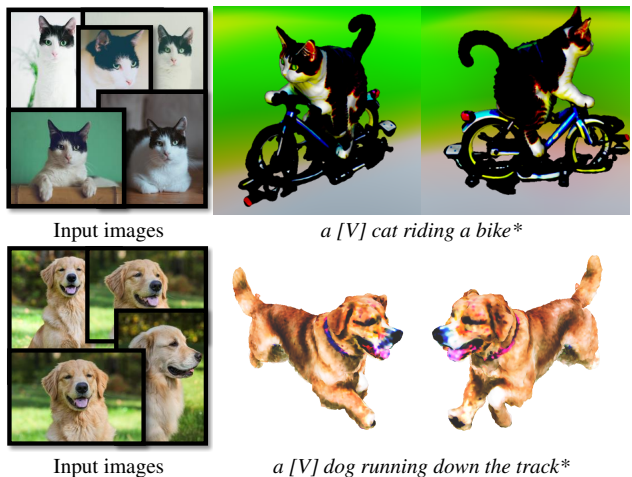 Input images
a [V] cat riding a bike*
Input images
a [V] dog running down the track*